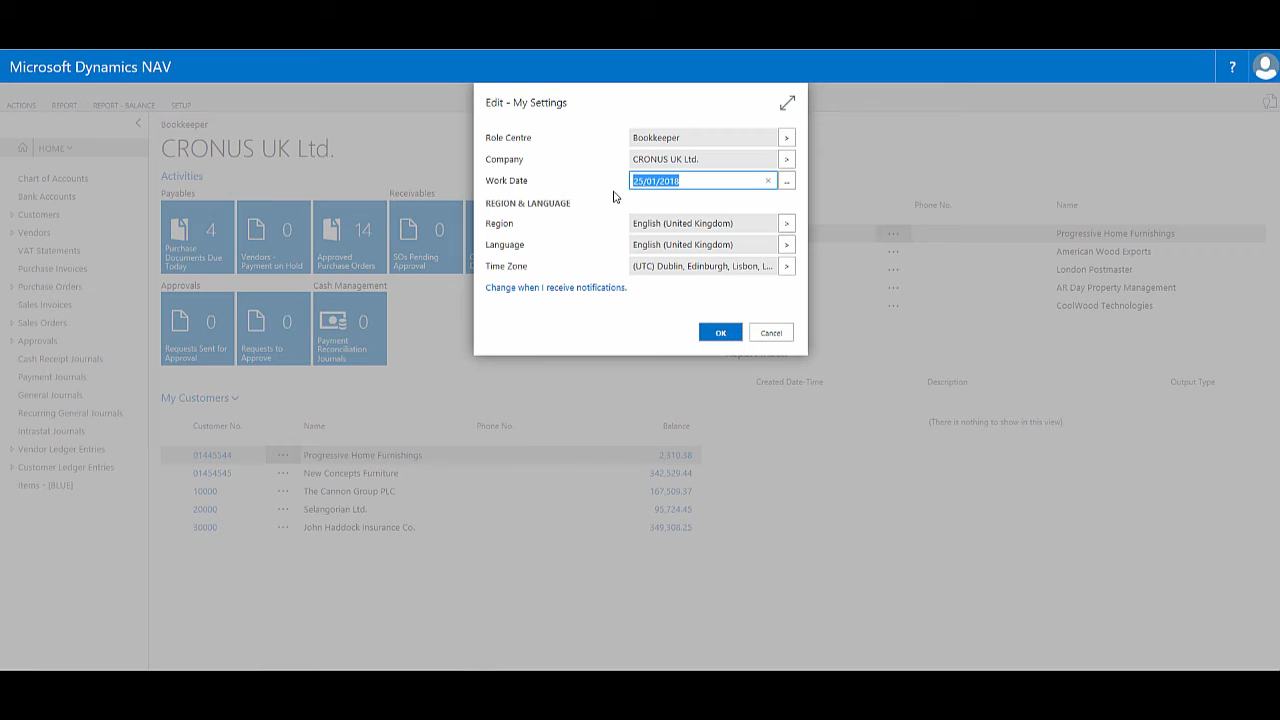 Microsoft Dynamics NAV
?
ACTIONS REPORT REPORT - BALANCE SETUP
HOME
Chart of Accounts
Bank Accounts
Customers
Vendors
VAT Statements
Purchase Invoices
Purchase Orders
Sales Invoices
Sales Orders
Approvals
Cash Receipt Journals
Payment Journals
General Journals
Recurring General Journals
Intrastat Journals
Vendor Ledger Entries
Customer Ledger Entries
Items - [BLUE]
Bookkeeper
CRONUS UK Ltd.
Activities
Payables
4
Purchase
Documents Due
Today
0
Vendors -
Payment on Hold
14
Approved
Purchase Orders
Receivables
0
SOs Pending
Approval
Approvals
0
Requests Sent for
Approval
0
Requests to
Approve
Cash Management
0
Payment
Reconciliation
Journals
My Customers
Customer No. Name Phone No. Balance
01445544 ··· Progressive Home Furnishings 2,310.38
01454545 ··· New Concepts Furniture 342,529.44
10000 ··· The Cannon Group PLC 167,509.37
20000 ··· Selangorian Ltd. 95,724.45
30000 ··· John Haddock Insurance Co. 349,308.25
Edit - My Settings
Role Centre Bookkeeper >
Company CRONUS UK Ltd. >
Work Date 25/01/2018 × ...
REGION & LANGUAGE
Region English (United Kingdom) >
Language English (United Kingdom) >
Time Zone (UTC) Dublin, Edinburgh, Lisbon, L... >
Change when I receive notifications.
OK Cancel
Phone No. Name
··· Progressive Home Furnishings
··· American Wood Exports
··· London Postmaster
··· AR Day Property Management
··· CoolWood Technologies
Created Date-Time Description Output Type
(There is nothing to show in this view)